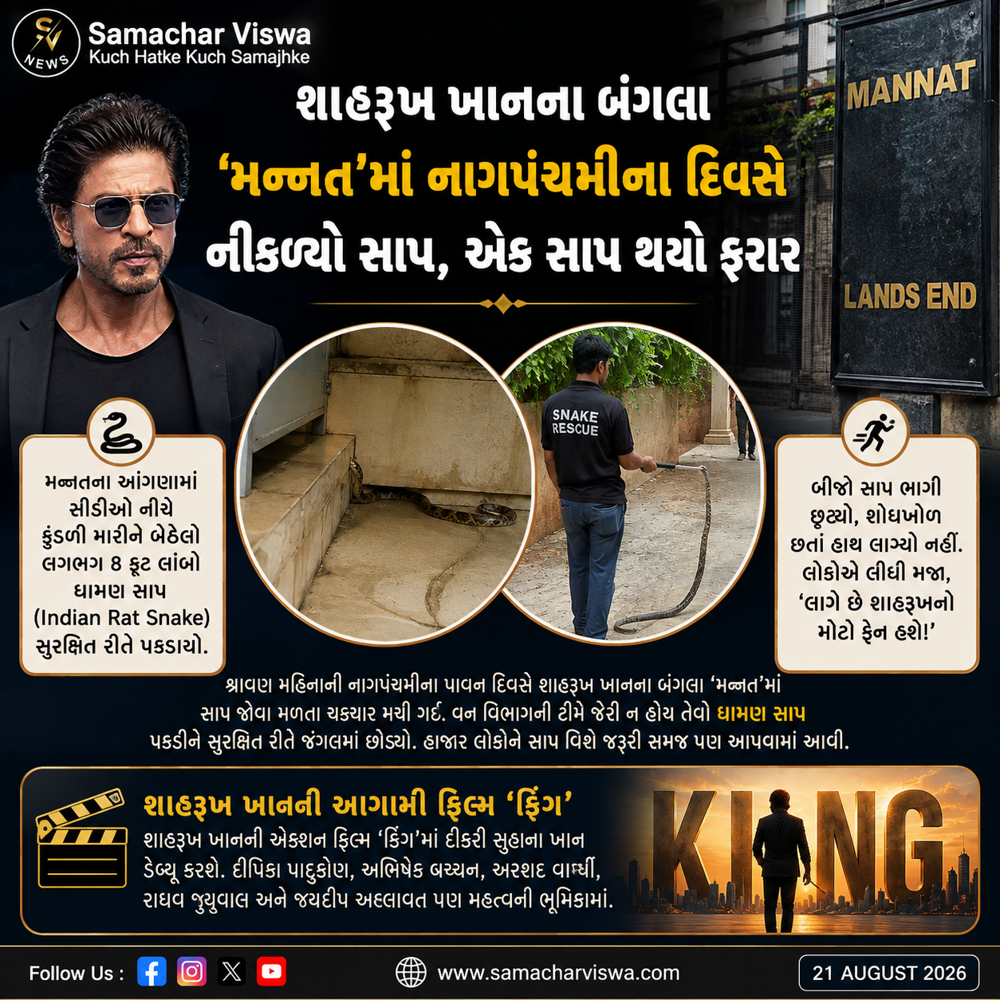 SV
NEWS
Samachar Viswa
Kuch Hatke Kuch Samajhke
MANNAT
LANDS END
શાહરૂખ ખાનના બંગલા
‘મન્નત’માં નાગપંચમીના દિવસે
નીકળ્યો સાપ, એક સાપ થયો ફરાર
SNAKE
RESCUE
મન્નતના આંગણામાં
સીડીઓ નીચે
કુંડળી મારીને બેઠેલો
લગભગ 8 ફૂટ લાંબો
ધામણ સાપ
(Indian Rat Snake)
સુરક્ષિત રીતે પકડાયો.
બીજો સાપ ભાગી
છૂટ્યો, શોધખોળ
છતાં હાથ લાગ્યો નહીં.
લોકોએ લીધી મજા,
‘લાગે છે શાહરૂખનો
મોટો ફેન હશે!’
શ્રાવણ મહિનાની નાગપંચમીના પાવન દિવસે શાહરૂખ ખાનના બંગલા ‘મન્નત’માં
સાપ જોવા મળતા ચકચાર મચી ગઈ. વન વિભાગની ટીમે જેરી ન હોય તેવો ધામણ સાપ
પકડીને સુરક્ષિત રીતે જંગલમાં છોડ્યો. હાજાર લોકોને સાપ વિશે જરૂરી સમજ પણ આપવામાં આવી.
શાહરૂખ ખાનની આગામી ફિલ્મ ‘કિંગ’
શાહરૂખ ખાનની એક્શન ફિલ્મ ‘કિંગ’માં દીકરી સુહાના ખાન
ડેબ્યૂ કરશે. દીપિકા પાદુકોણ, અભિષેક બચ્ચન, અરશદ
રાઘવ જુયુવાલ અને જયદીપ અહલાવત પણ મહત્વની ભૂમિકામાં.
KING
Follow Us :
www.samacharviswa.com
21 AUGUST 2026